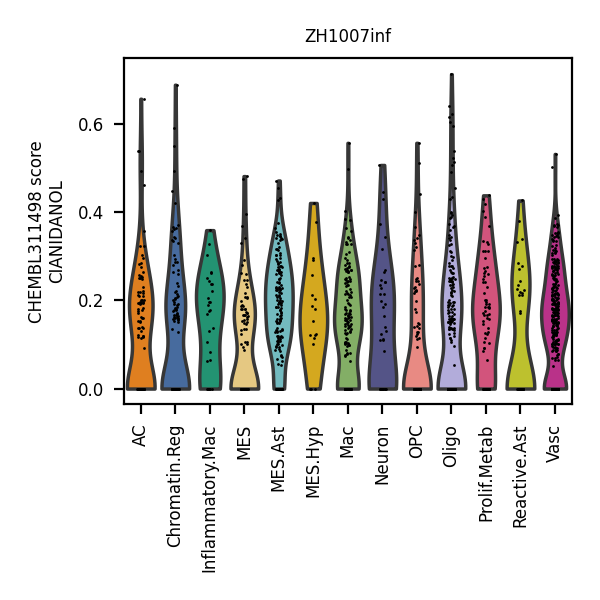 ZH1007inf
CHEMBL311498 score
CIANIDANOL
0.6
0.4
0.2
0.0
AC
Chromatin.Reg
Inflammatory.Mac
MES
MES.Ast
MES.Hyp
Mac
Neuron
OPC
Oligo
Prolif.Metab
Reactive.Ast
Vasc